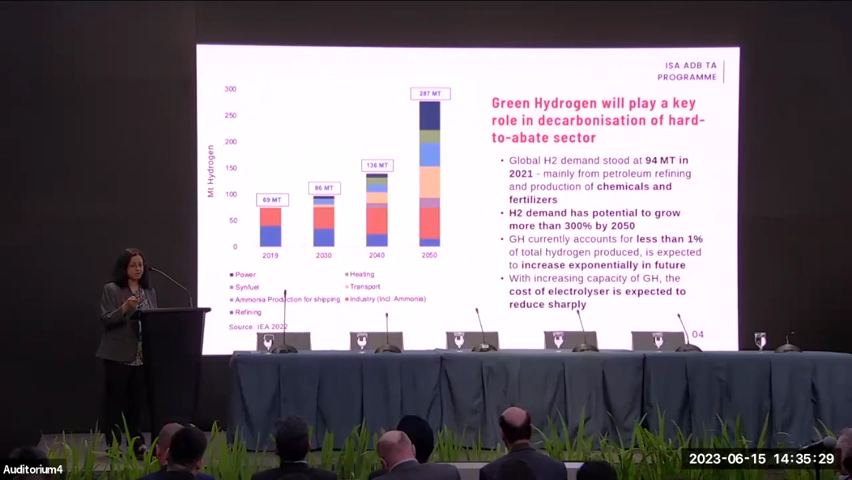 ISA ADB TA
PROGRAMME
Green Hydrogen will play a key
role in decarbonisation of hard-
to-abate sector
• Global H2 demand stood at 94 MT in
2021 - mainly from petroleum refining
and production of chemicals and
fertilizers
• H2 demand has potential to grow
more than 300% by 2050
• GH currently accounts for less than 1%
of total hydrogen produced, is expected
to increase exponentially in future
• With increasing capacity of GH, the
cost of electrolyser is expected to
reduce sharply
04
Mt Hydrogen
300
250
200
150
100
50
0
69 MT
86 MT
136 MT
287 MT
2019
2030
2040
2050
Power
Heating
Synfuel
Transport
Ammonia Production for shipping
Industry (Incl. Ammonia)
Refining
Source: IEA 2022
Auditorium4
2023-06-15 14:35:29